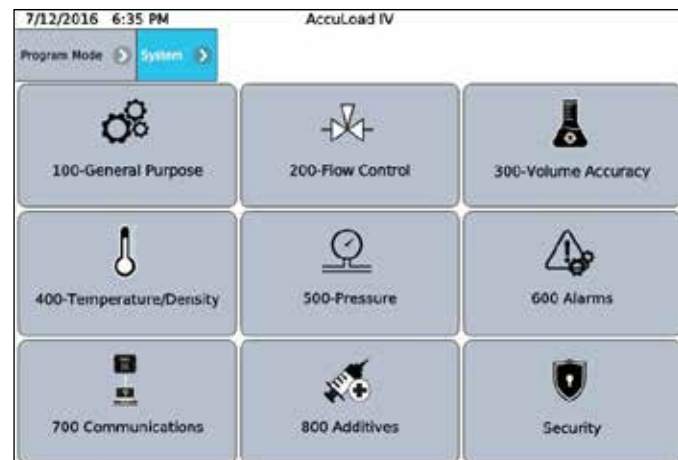 7/12/2016 6:35 PM AccuLoad IV
Program Mode System
100-General Purpose 200-Flow Control 300-Volume Accuracy
400-Temperature/Density 500-Pressure 600 Alarms
700 Communications 800 Additives Security